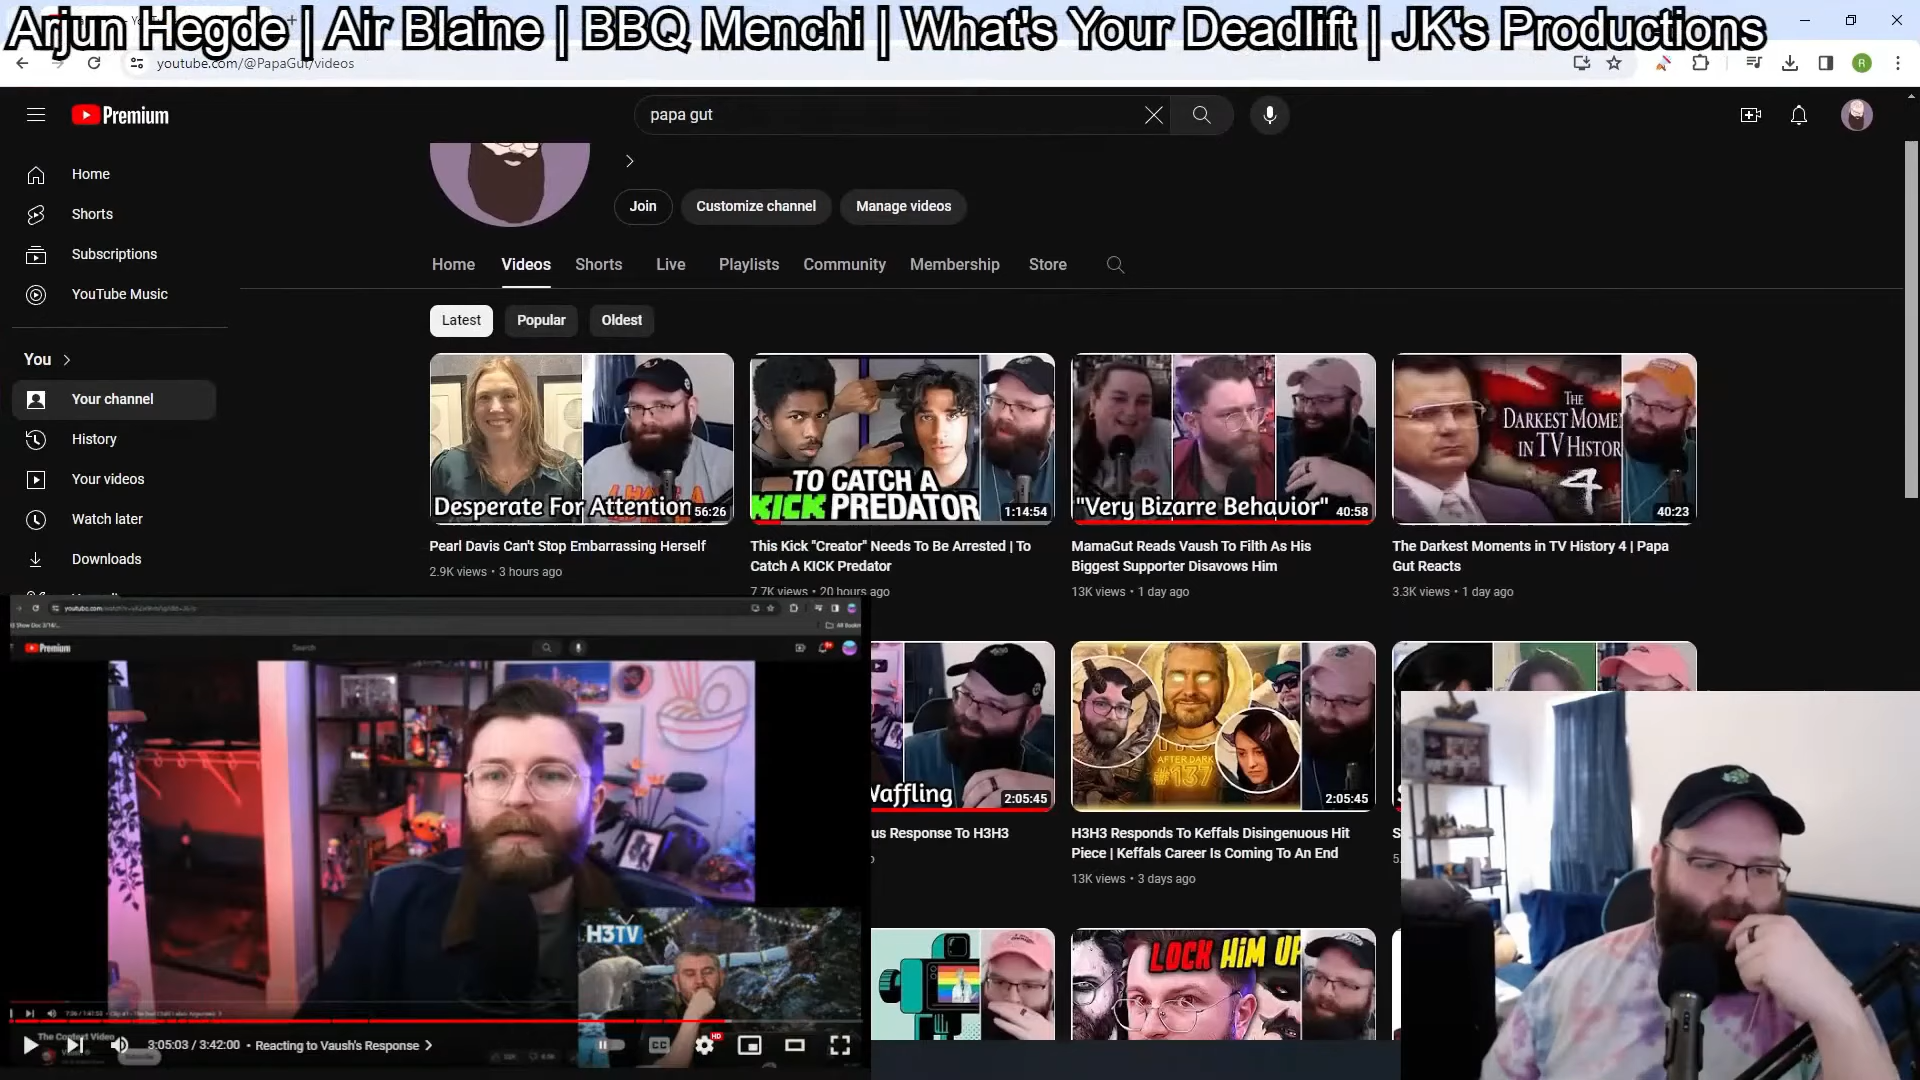 Arjun Hegde | Air Blaine | BBQ Menchi | What's Your Deadlift | JK's Productions
youtube.com/@PapaGut/videos
R
Premium
papa gut
Home
Shorts
Subscriptions
YouTube Music
You
Your channel
History
Your videos
Watch later
Downloads
Join
Customize channel
Manage videos
Home
Videos
Shorts
Live
Playlists
Community
Membership
Store
Latest
Popular
Oldest
Desperate For Attention
56:26
TO CATCH A
KICK PREDATOR
1:14:54
"Very Bizarre Behavior"
40:58
THE
DARKEST
IN TV
4
40:23
Pearl Davis Can't Stop Embarrassing Herself
2.9K views • 3 hours ago
This Kick "Creator" Needs To Be Arrested | To
Catch A KICK Predator
7.7K views • 20 hours ago
MamaGut Reads Vaush To Filth As His
Biggest Supporter Disavows Him
13K views • 1 day ago
The Darkest Moments in TV History 4 | Papa
Gut Reacts
3.3K views • 1 day ago
Premium
Search
Waffling
2:05:45
AFTER DARK
#137
2:05:45
us Response To H3H3
H3H3 Responds To Keffals Disingenuous Hit
Piece | Keffals Career Is Coming To An End
13K views • 3 days ago
LOCK HIM UP
H3TV
The Content Video
3:05:03 / 3:42:00 • Reacting to Vaush's Response
CC
HD